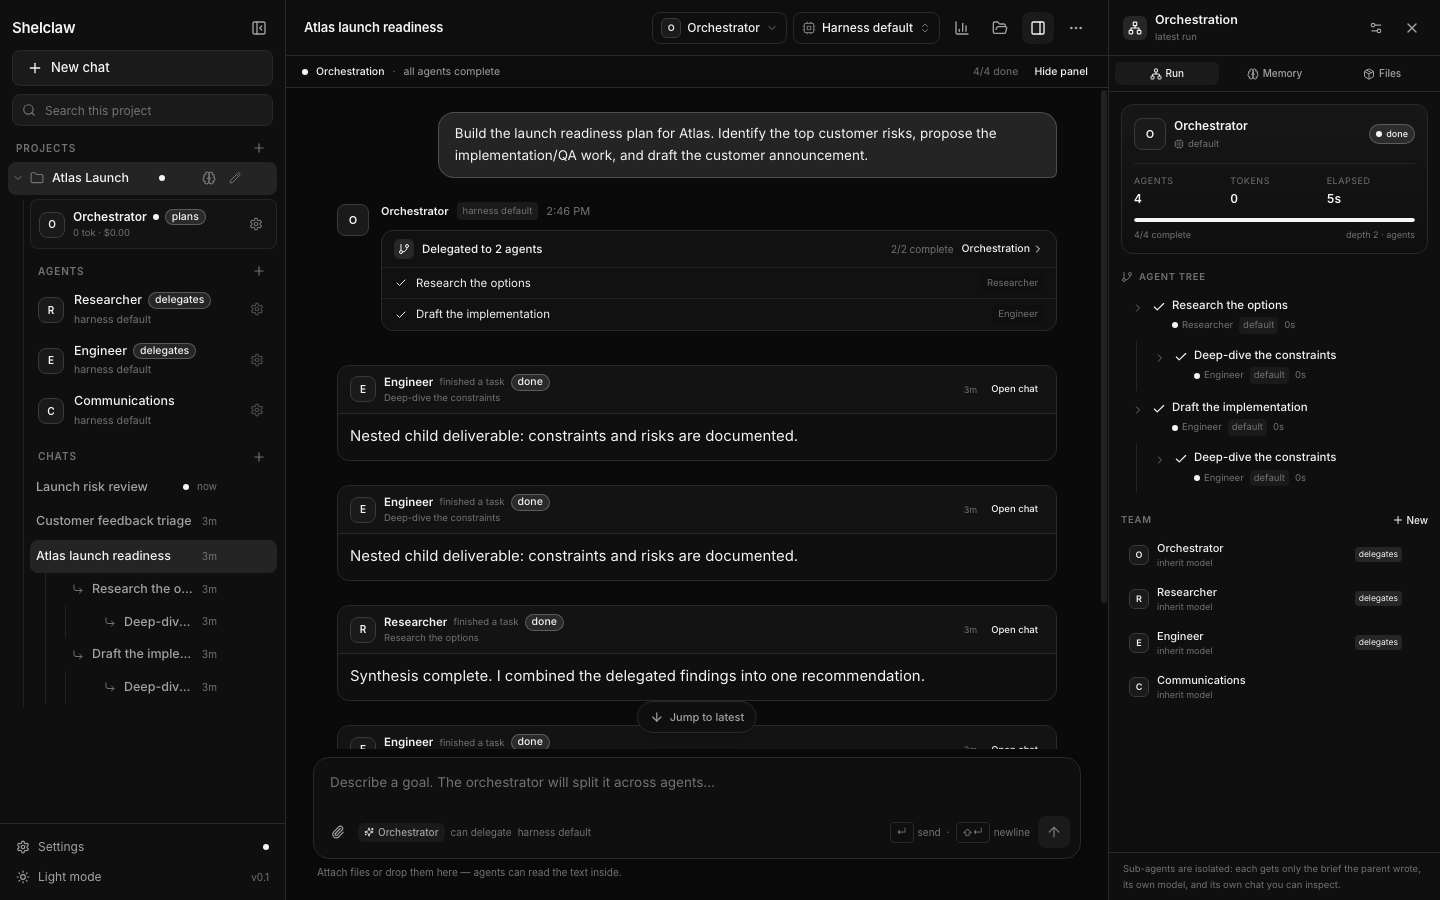 Shelclaw
New chat
Search this project
PROJECTS
Atlas Launch
O
Orchestrator
plans
0 tok · $0.00
AGENTS
R
Researcher
delegates
harness default
E
Engineer
delegates
harness default
C
Communications
harness default
CHATS
Launch risk review
now
Customer feedback triage
3m
Atlas launch readiness
3m
Research the o...
3m
Deep-div...
3m
Draft the imple...
3m
Deep-div...
3m
Settings
Light mode
v0.1
Atlas launch readiness
O
Orchestrator
Harness default
Orchestration · all agents complete
4/4 done
Hide panel
Build the launch readiness plan for Atlas. Identify the top customer risks, propose the
implementation/QA work, and draft the customer announcement.
O
Orchestrator
harness default
2:46 PM
Delegated to 2 agents
2/2 complete
Orchestration
Research the options
Researcher
Draft the implementation
Engineer
E
Engineer finished a task done
Deep-dive the constraints
3m
Open chat
Nested child deliverable: constraints and risks are documented.
E
Engineer finished a task done
Deep-dive the constraints
3m
Open chat
Nested child deliverable: constraints and risks are documented.
R
Researcher finished a task done
Research the options
3m
Open chat
Synthesis complete. I combined the delegated findings into one recommendation.
Jump to latest
E
Engineer finished a task done
3m
Open chat
Describe a goal. The orchestrator will split it across agents...
Orchestrator
can delegate
harness default
send ·
newline
Attach files or drop them here — agents can read the text inside.
Orchestration
latest run
Run
Memory
Files
O
Orchestrator
default
done
AGENTS
TOKENS
ELAPSED
4
0
5s
4/4 complete
depth 2 · agents
AGENT TREE
Research the options
Researcher default 0s
Deep-dive the constraints
Engineer default 0s
Draft the implementation
Engineer default 0s
Deep-dive the constraints
Engineer default 0s
TEAM
New
O
Orchestrator
inherit model
delegates
R
Researcher
inherit model
delegates
E
Engineer
inherit model
delegates
C
Communications
inherit model
Sub-agents are isolated: each gets only the brief the parent wrote,
its own model, and its own chat you can inspect.